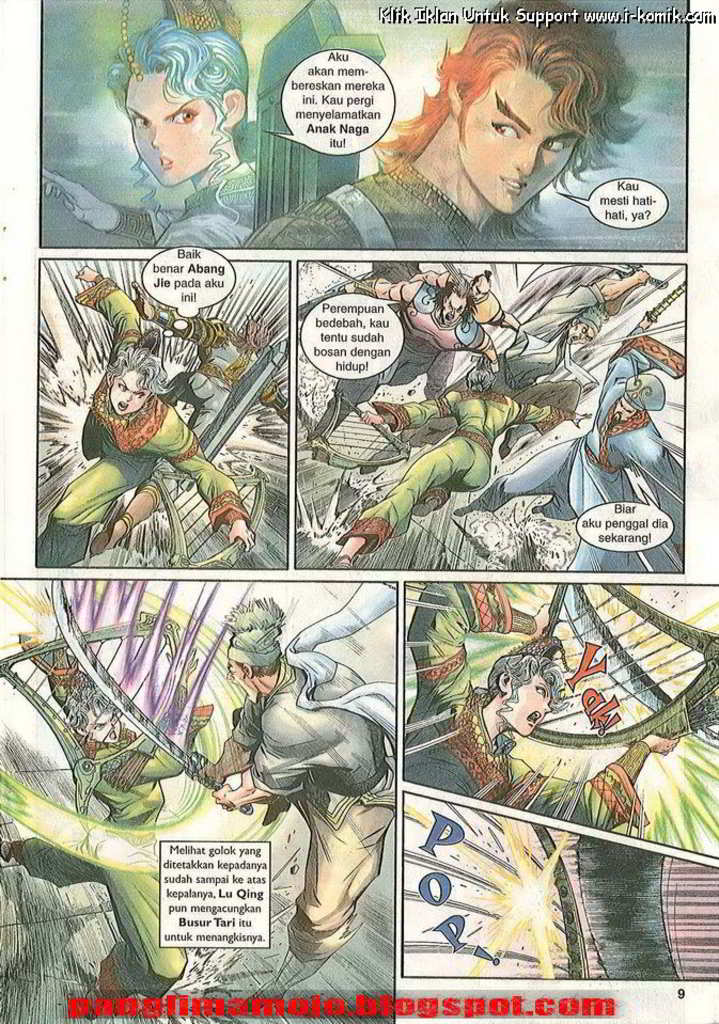 Klik Iklan Untuk Support www.i-komik.com
Aku
akan mem-
bereskan mereka
ini. Kau pergi
menyelamatkan
Anak Naga
itu!
Kau
mesti hati-
hati, ya?
Baik
benar Abang
Jie pada aku
ini!
Perempuan
bedebah, kau
tentu sudah
bosan dengan
hidup!
Biar
aku penggal dia
sekarang!
Melihat golok yang
ditetakkan kepadanya
sudah sampai ke atas
kepalanya, Lu Qing
pun mengacungkan
Busur Tari itu
untuk menangkisnya.
POP!
9
panglimamojo.blogspot.com